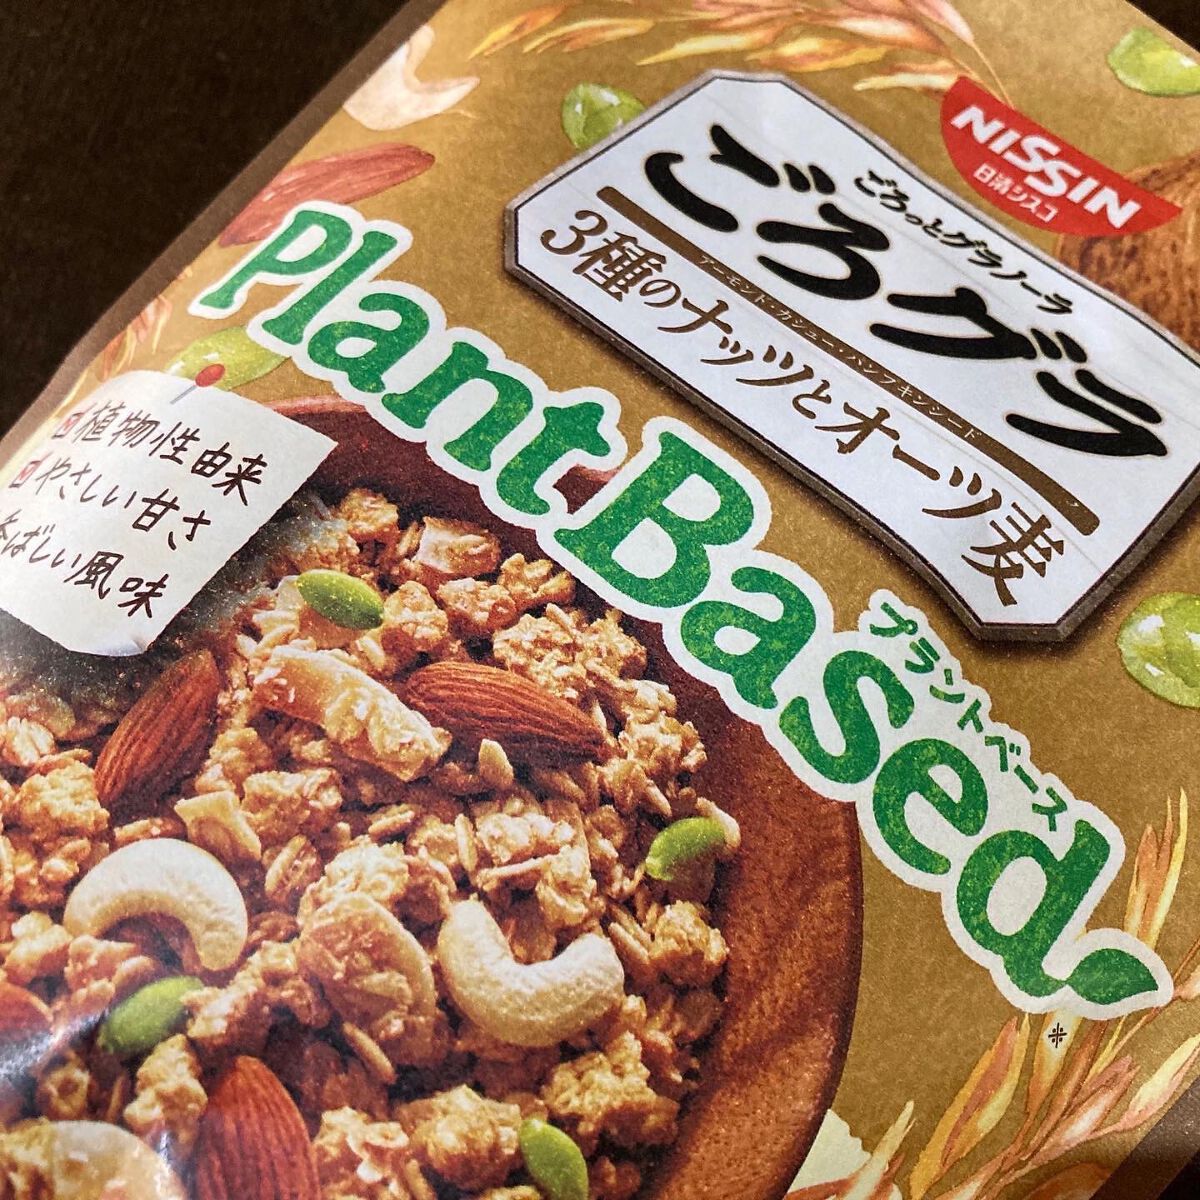 NISSIN
日清シスコ
ごろっとグラノーラ
ごろグラ
アーモンド・カシュー・パンプキンシード
3種のナッツとオーツ麦
Plant Based
プラントベース
※
植物性由来
やさしい甘さ
ばしい風味